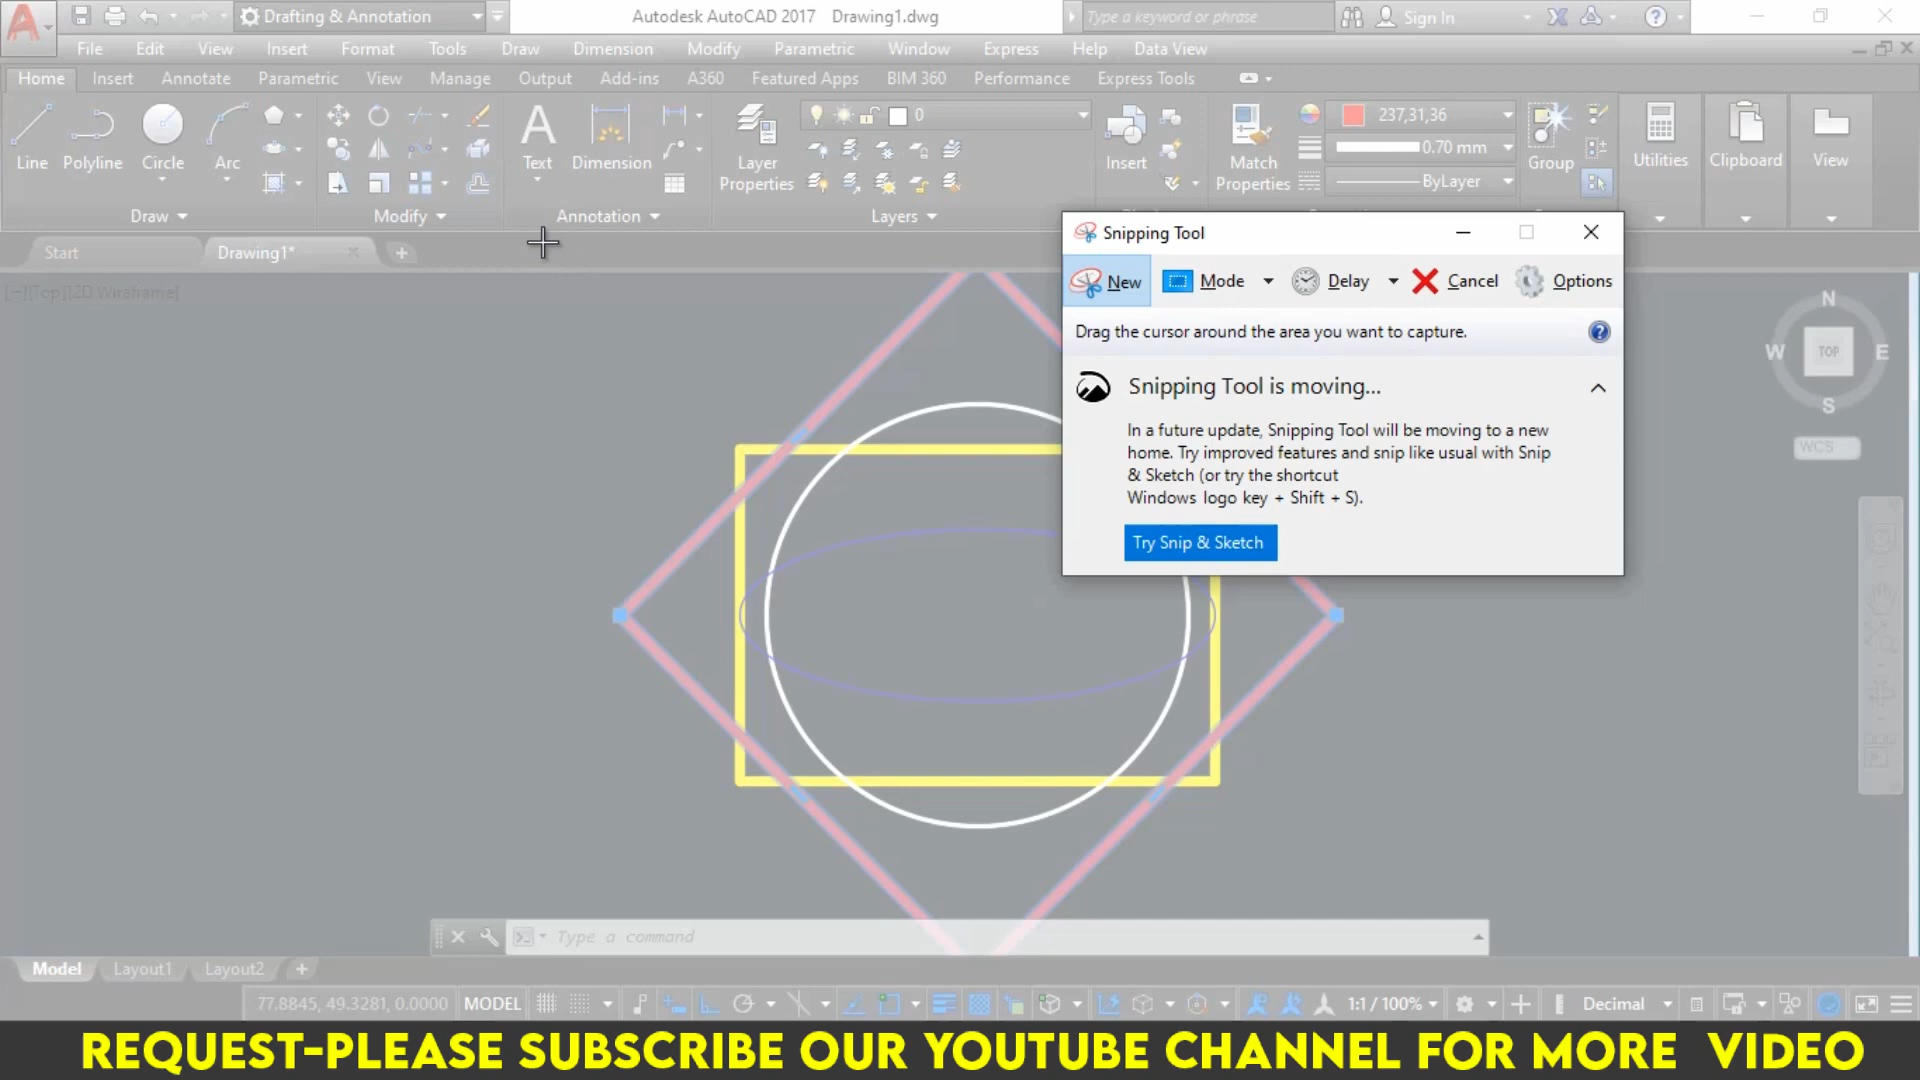 Drafting & Annotation
Autodesk AutoCAD 2017 Drawing1.dwg
Type a keyword or phrase
Sign In
File Edit View Insert Format Tools Draw Dimension Modify Parametric Window Express Help Data View
Home Insert Annotate Parametric View Manage Output Add-ins A360 Featured Apps BIM 360 Performance Express Tools
0
237,31,36
0.70 mm
ByLayer
Line Polyline Circle Arc
Text Dimension
Layer
Properties
Insert
Match
Properties
Group
Utilities
Clipboard
View
Draw Modify Annotation Layers
Start Drawing1* +
[−][Top][2D Wireframe]
Snipping Tool
New Mode Delay Cancel Options
Drag the cursor around the area you want to capture.
Snipping Tool is moving...
In a future update, Snipping Tool will be moving to a new
home. Try improved features and snip like usual with Snip
& Sketch (or try the shortcut
Windows logo key + Shift + S).
Try Snip & Sketch
N
W TOP E
S
WCS
Type a command
Model Layout1 Layout2 +
77.8845, 49.3281, 0.0000 MODEL 1:1 / 100% Decimal
REQUEST-PLEASE SUBSCRIBE OUR YOUTUBE CHANNEL FOR MORE VIDEO